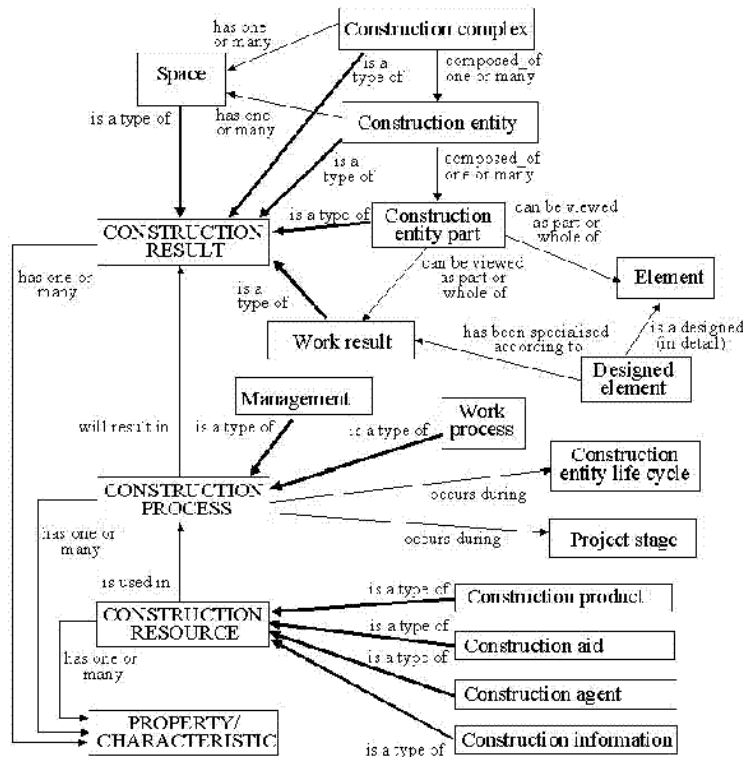 has one
or many
Construction complex
is a
type of
composed_of
one or many
Space
is a type of
has one
or many
Construction entity
is a
type of
composed_of
one or many
is a type of
Construction
entity part
can be viewed
as part or
whole of
CONSTRUCTION
RESULT
has one or
many
can be viewed
as part or
whole of
Element
is a
type of
Work result
has been specialised
according to
is a designed
(in detail)
Designed
element
Management
Work
process
will result in
is a type of
is a type of
Construction
entity life cycle
CONSTRUCTION
PROCESS
occurs during
has one or
many
occurs during
Project stage
is used in
is a type of
Construction product
CONSTRUCTION
RESOURCE
is a type of
Construction aid
has one or
many
is a type of
Construction agent
PROPERTY/
CHARACTERISTIC
is a type of
Construction information